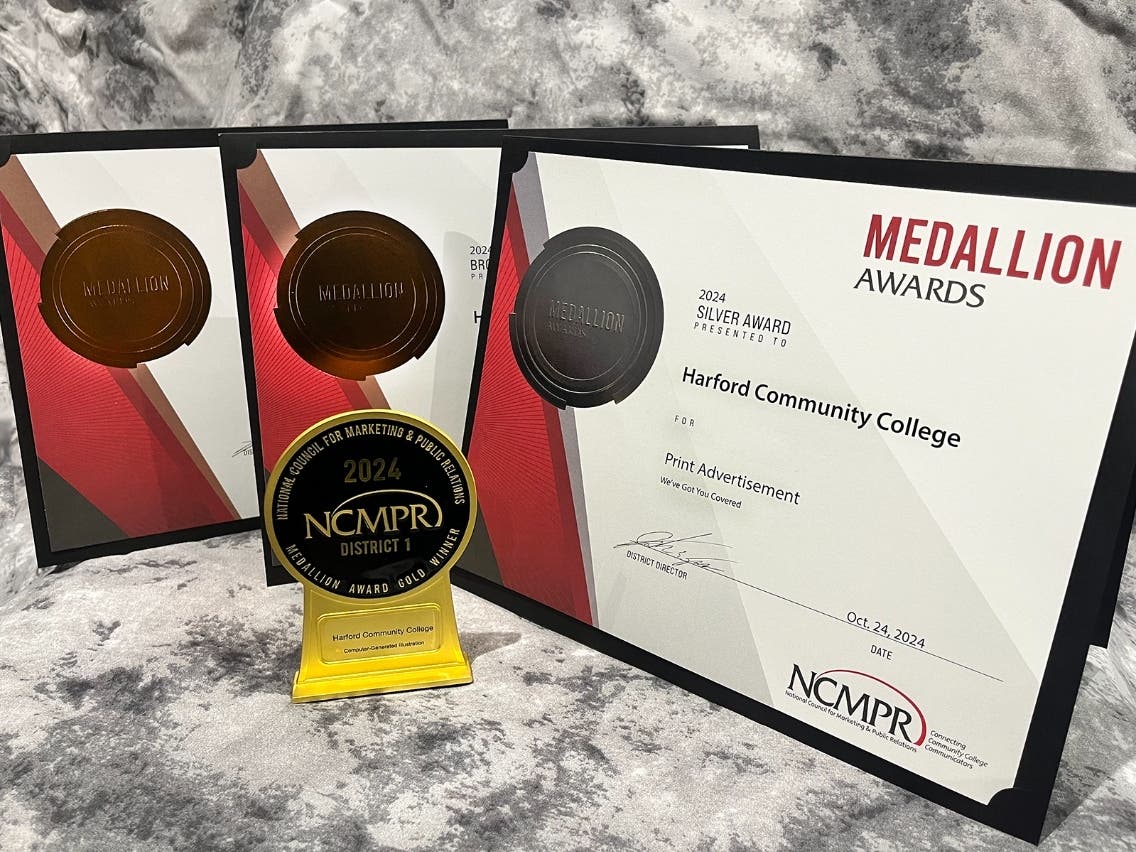 MEDALLION
MEDALLION
2024
MEDALLION
AWARDS
MEDALLION
AWARDS
2024
SILVER AWARD
PRESENTED TO
Harford Community College
FOR
Print Advertisement
We've Got You Covered
DISTRICT DIRECTOR
Oct. 24, 2024
DATE
NCMPR
National Council for Marketing & Public Relations
Connecting
Community College
Communicators
NATIONAL COUNCIL FOR MARKETING & PUBLIC RELATIONS
2024
NCMPR
DISTRICT 1
MEDALLION AWARD GOLD WINNER
Harford Community College
Computer-Generated Illustration